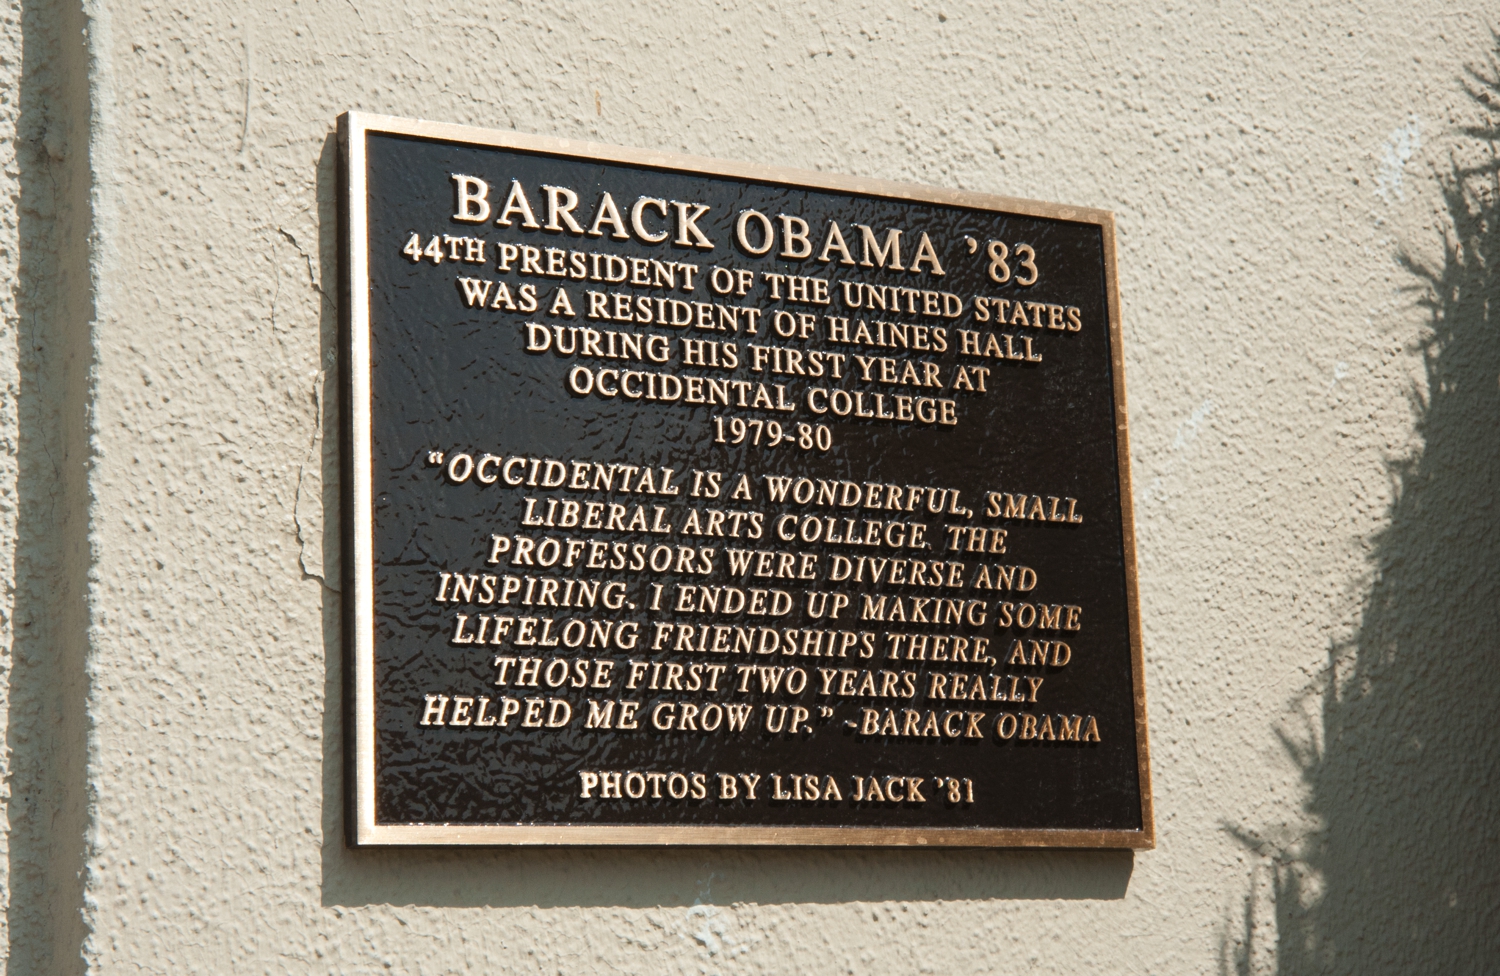 BARACK OBAMA ’83
44TH PRESIDENT OF THE UNITED STATES
WAS A RESIDENT OF HAINES HALL
DURING HIS FIRST YEAR AT
OCCIDENTAL COLLEGE
1979-80
“OCCIDENTAL IS A WONDERFUL, SMALL
LIBERAL ARTS COLLEGE. THE
PROFESSORS WERE DIVERSE AND
INSPIRING. I ENDED UP MAKING SOME
LIFELONG FRIENDSHIPS THERE, AND
THOSE FIRST TWO YEARS REALLY
HELPED ME GROW UP.” -BARACK OBAMA
PHOTOS BY LISA JACK ’81